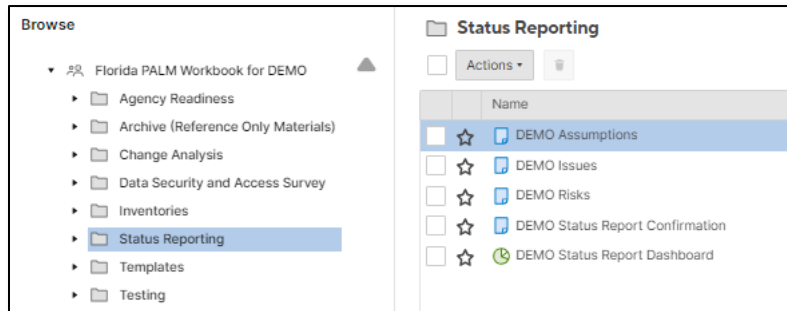 Browse
Florida PALM Workbook for DEMO
Agency Readiness
Archive (Reference Only Materials)
Change Analysis
Data Security and Access Survey
Inventories
Status Reporting
Templates
Testing
Status Reporting
Actions
Name
DEMO Assumptions
DEMO Issues
DEMO Risks
DEMO Status Report Confirmation
DEMO Status Report Dashboard